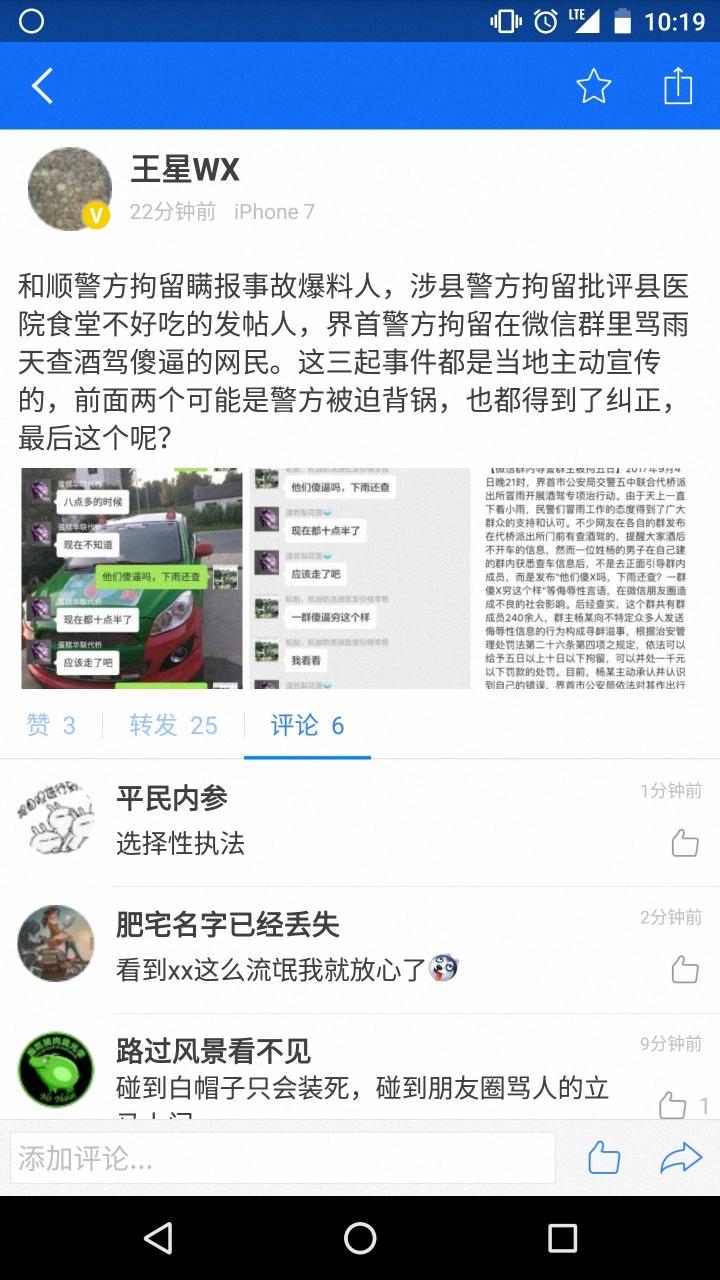 LTE 10:19
王星WX
V
22分钟前 iPhone 7
和顺警方拘留瞒报事故爆料人，涉县警方拘留批评县医
院食堂不好吃的发帖人，界首警方拘留在微信群里骂雨
天查酒驾傻逼的网民。这三起事件都是当地主动宣传
的，前面两个可能是警方被迫背锅，也都得到了纠正，
最后这个呢？
蛋糕华联代桥
八点多的时候
蛋糕华联代桥
现在不知道
他们傻逼吗，下雨还查
蛋糕华联代桥
现在都十点半了
蛋糕华联代桥
应该走了吧
他们傻逼吗，下雨还查
现在都十点半了
应该走了吧
一群傻逼穷这个样
我看看
【微信群内辱警群主被拘五日】2017年9月4
日晚21时，界首市公安局交警五中联合代桥派
出所冒雨开展酒驾专项治行动。由于天上一直
下着小雨，民警们冒雨工作的态度得到了广大
群众的支持和认可。不少网友在各自的群发布
在代桥派出所门前有查酒驾的，提醒大家酒后
不开车的信息，然而一位姓杨的男子在自己建
的群内获悉查车信息后，不是去正面引导群内
成员，而是发布"他们傻X吗，下雨还查？一群
傻X穷这个样"等侮辱性言语，在微信朋友圈造
成不良的社会影响。后经查实，这个群共有群
成员240余人，群主杨某向不特定众多人发送
侮辱性信息的行为构成寻衅滋事，根据治安管
理处罚法第二十六条第四项之规定，依法可以
给予五日以上十日以下拘留，可以并处一千元
以下罚款的处罚。目前，杨某主动承认并认识
到自己的错误，界首市公安局依法对其作出行
赞 3 转发 25 评论 6
平民内参 1分钟前
选择性执法
肥宅名字已经丢失 2分钟前
看到xx这么流氓我就放心了
路过风景看不见 9分钟前
碰到白帽子只会装死，碰到朋友圈骂人的立
1
添加评论...